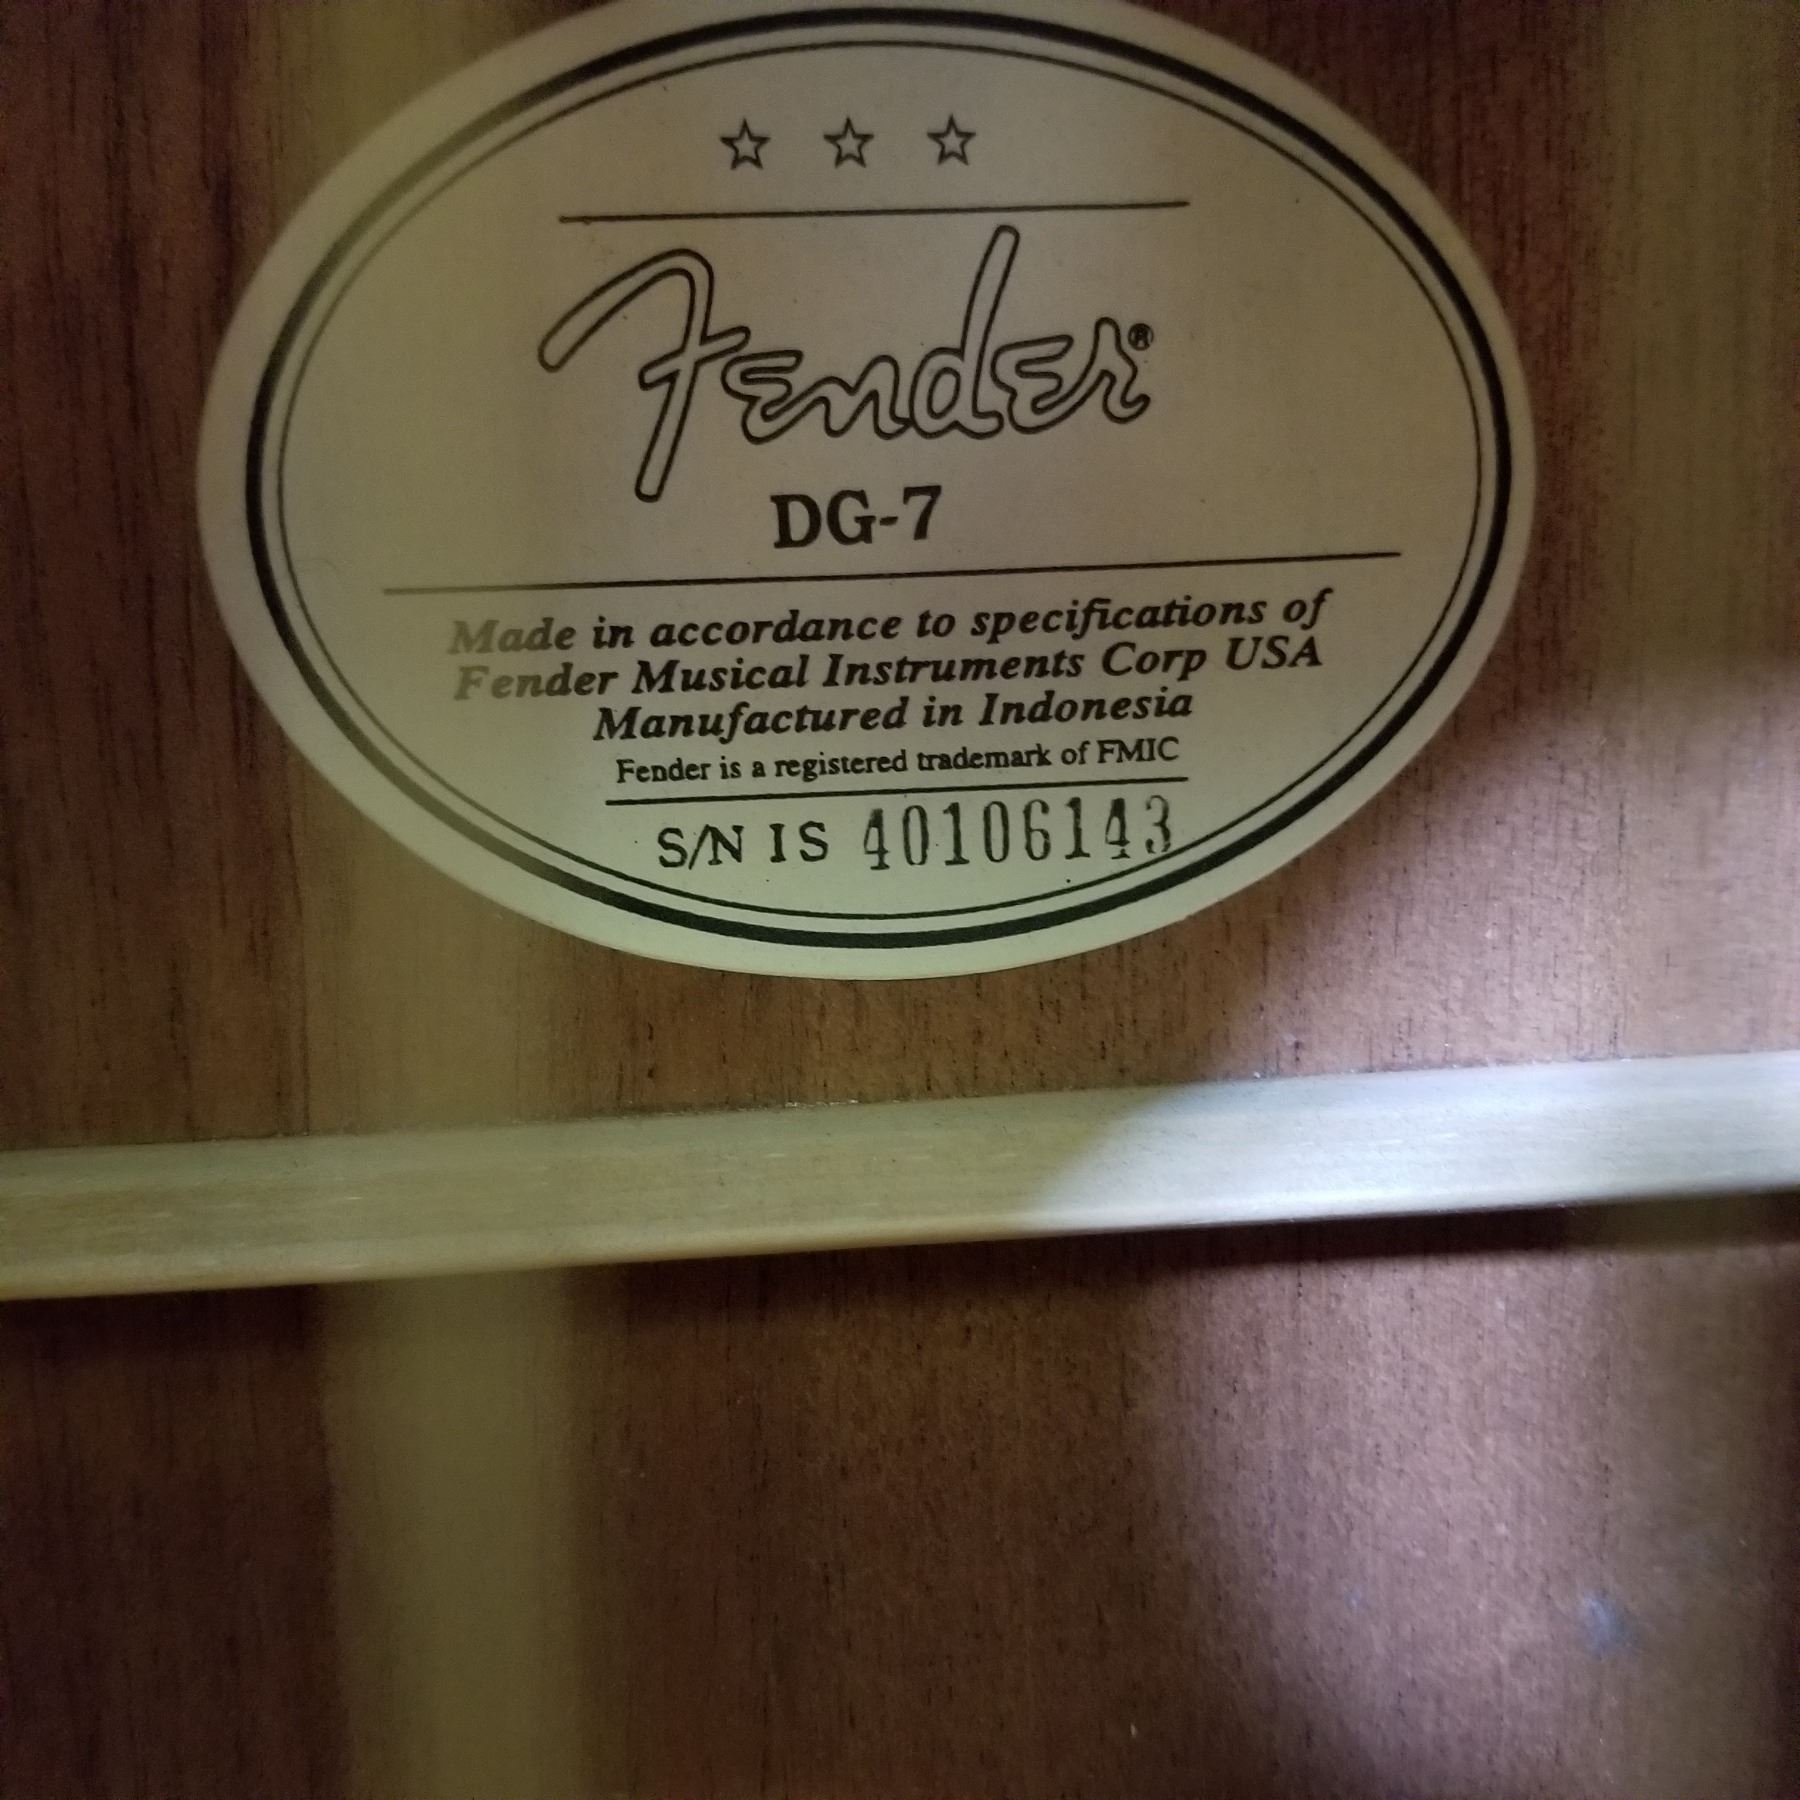 Fender®
DG-7
Made in accordance to specifications of
Fender Musical Instruments Corp USA
Manufactured in Indonesia
Fender is a registered trademark of FMIC
S/N IS 40106143